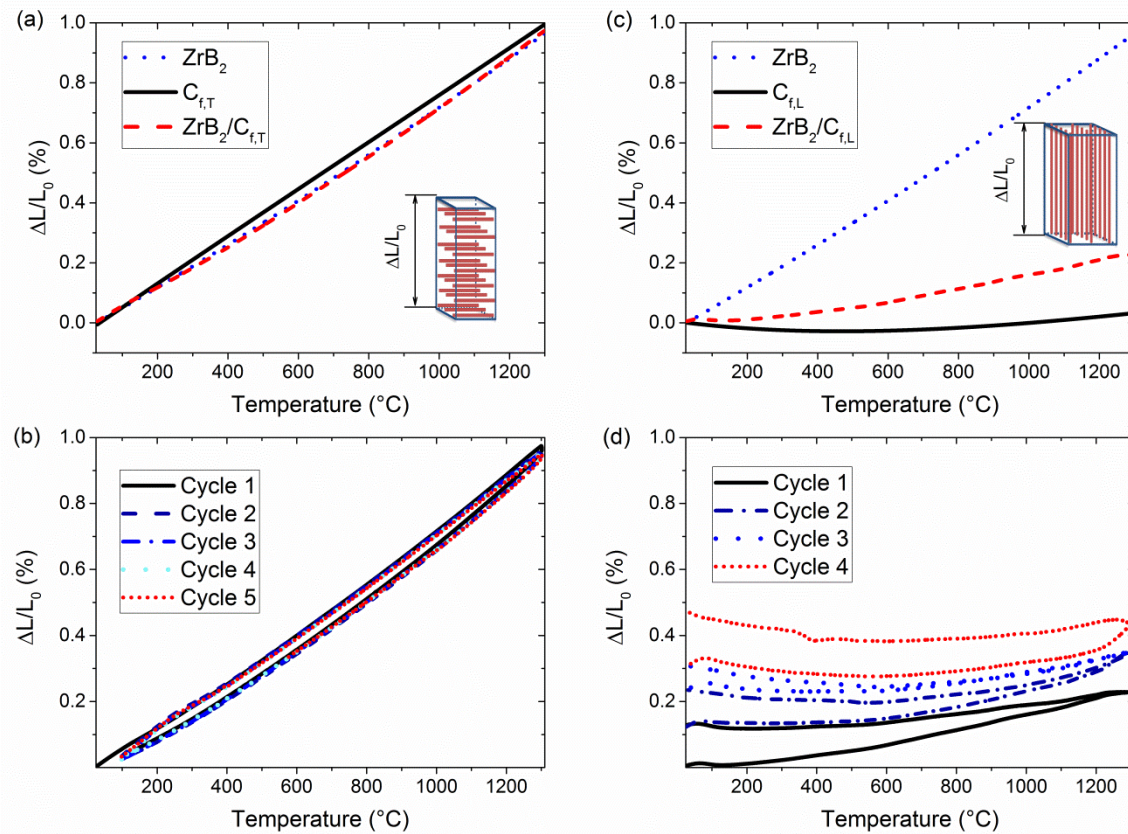 (a)
1.0
0.8
0.6
0.4
0.2
0.0
ΔL/L₀ (%)
ZrB₂
C_f,T
ZrB₂/C_f,T
ΔL/L₀
200 400 600 800 1000 1200
Temperature (°C)
(c)
1.0
0.8
0.6
0.4
0.2
0.0
ΔL/L₀ (%)
ZrB₂
C_f,L
ZrB₂/C_f,L
ΔL/L₀
200 400 600 800 1000 1200
Temperature (°C)
(b)
1.0
0.8
0.6
0.4
0.2
ΔL/L₀ (%)
Cycle 1
Cycle 2
Cycle 3
Cycle 4
Cycle 5
200 400 600 800 1000 1200
Temperature (°C)
(d)
1.0
0.8
0.6
0.4
0.2
ΔL/L₀ (%)
Cycle 1
Cycle 2
Cycle 3
Cycle 4
200 400 600 800 1000 1200
Temperature (°C)